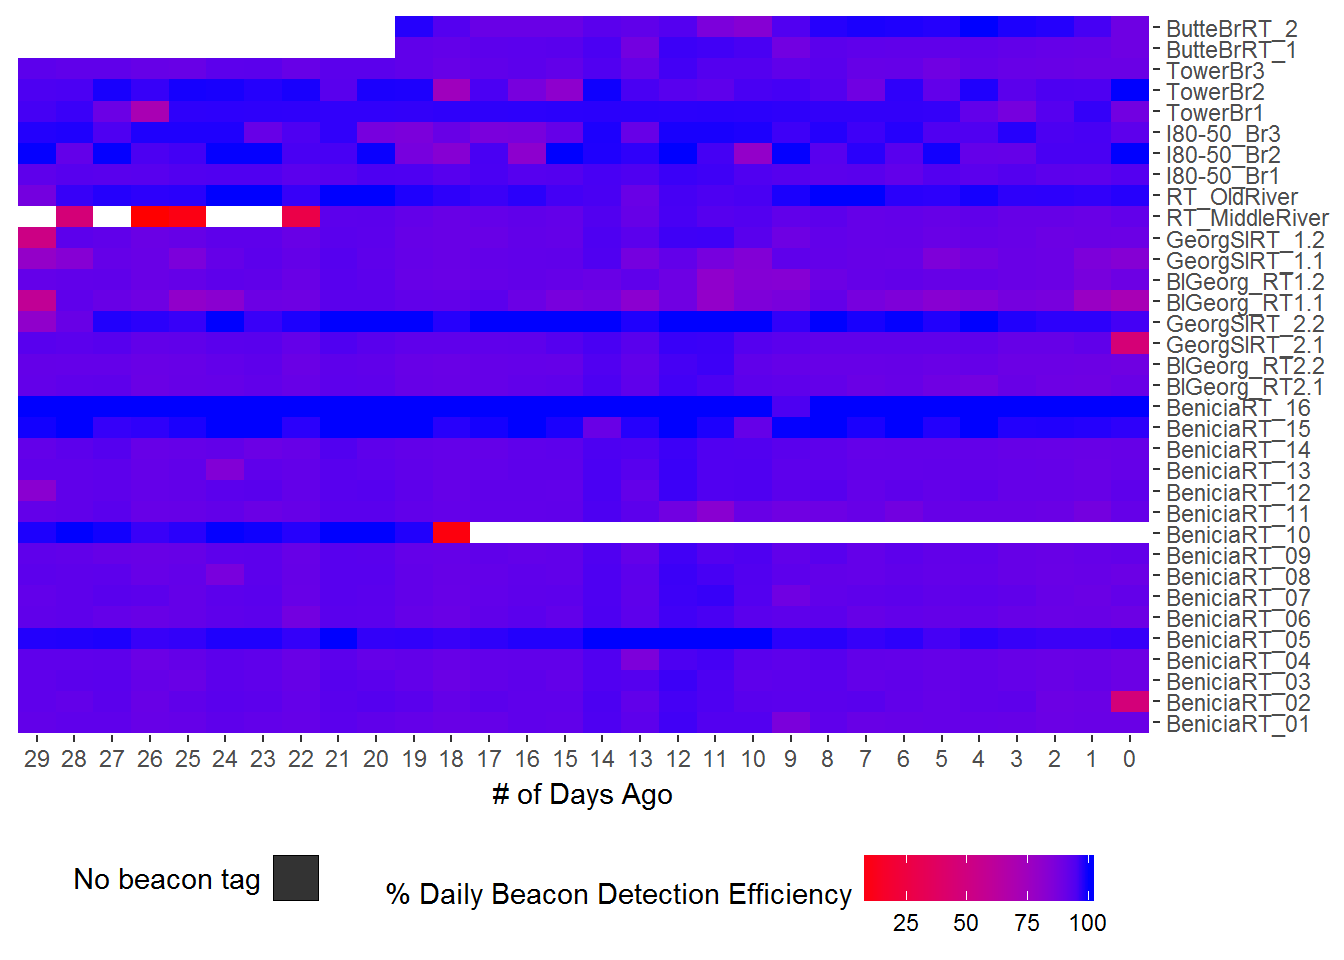 ButteBrRT_2
ButteBrRT_1
TowerBr3
TowerBr2
TowerBr1
I80-50_Br3
I80-50_Br2
I80-50_Br1
RT_OldRiver
RT_MiddleRiver
GeorgSlRT_1.2
GeorgSlRT_1.1
BlGeorg_RT1.2
BlGeorg_RT1.1
GeorgSlRT_2.2
GeorgSlRT_2.1
BlGeorg_RT2.2
BlGeorg_RT2.1
BeniciaRT_16
BeniciaRT_15
BeniciaRT_14
BeniciaRT_13
BeniciaRT_12
BeniciaRT_11
BeniciaRT_10
BeniciaRT_09
BeniciaRT_08
BeniciaRT_07
BeniciaRT_06
BeniciaRT_05
BeniciaRT_04
BeniciaRT_03
BeniciaRT_02
BeniciaRT_01
29 28 27 26 25 24 23 22 21 20 19 18 17 16 15 14 13 12 11 10 9 8 7 6 5 4 3 2 1 0
# of Days Ago
No beacon tag
% Daily Beacon Detection Efficiency
25 50 75 100